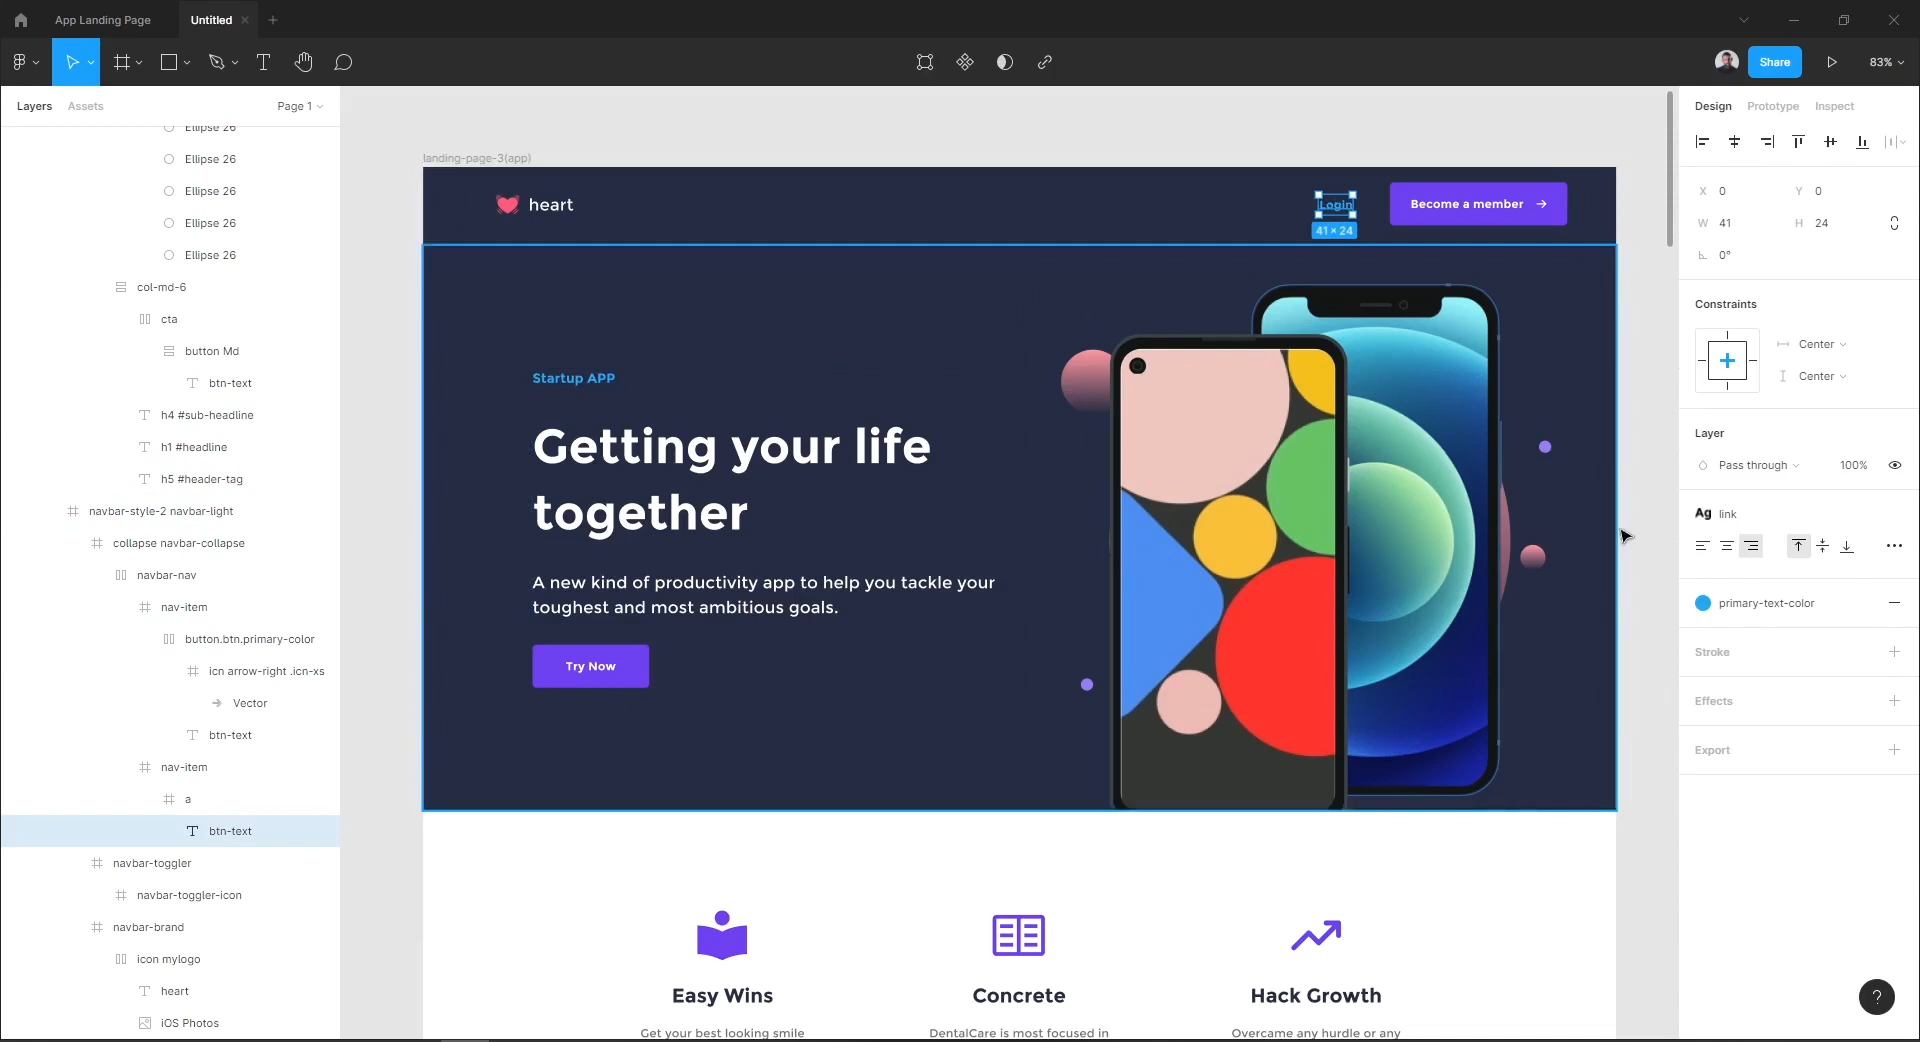 App Landing Page
Untitled
Share
83%
Layers
Assets
Page 1
Ellipse 26
Ellipse 26
Ellipse 26
Ellipse 26
Ellipse 26
col-md-6
cta
button Md
btn-text
h4 #sub-headline
h1 #headline
h5 #header-tag
navbar-style-2 navbar-light
collapse navbar-collapse
navbar-nav
nav-item
button.btn.primary-color
icn arrow-right .icn-xs
Vector
btn-text
nav-item
a
btn-text
navbar-toggler
navbar-toggler-icon
navbar-brand
icon mylogo
heart
iOS Photos
landing-page-3(app)
heart
Login
41 × 24
Become a member
Startup APP
Getting your life
together
A new kind of productivity app to help you tackle your
toughest and most ambitious goals.
Try Now
Easy Wins
Get your best looking smile
Concrete
DentalCare is most focused in
Hack Growth
Overcame any hurdle or any
Design
Prototype
Inspect
X 0
Y 0
W 41
H 24
0°
Constraints
Center
Center
Layer
Pass through
100%
Ag link
primary-text-color
Stroke
Effects
Export
?